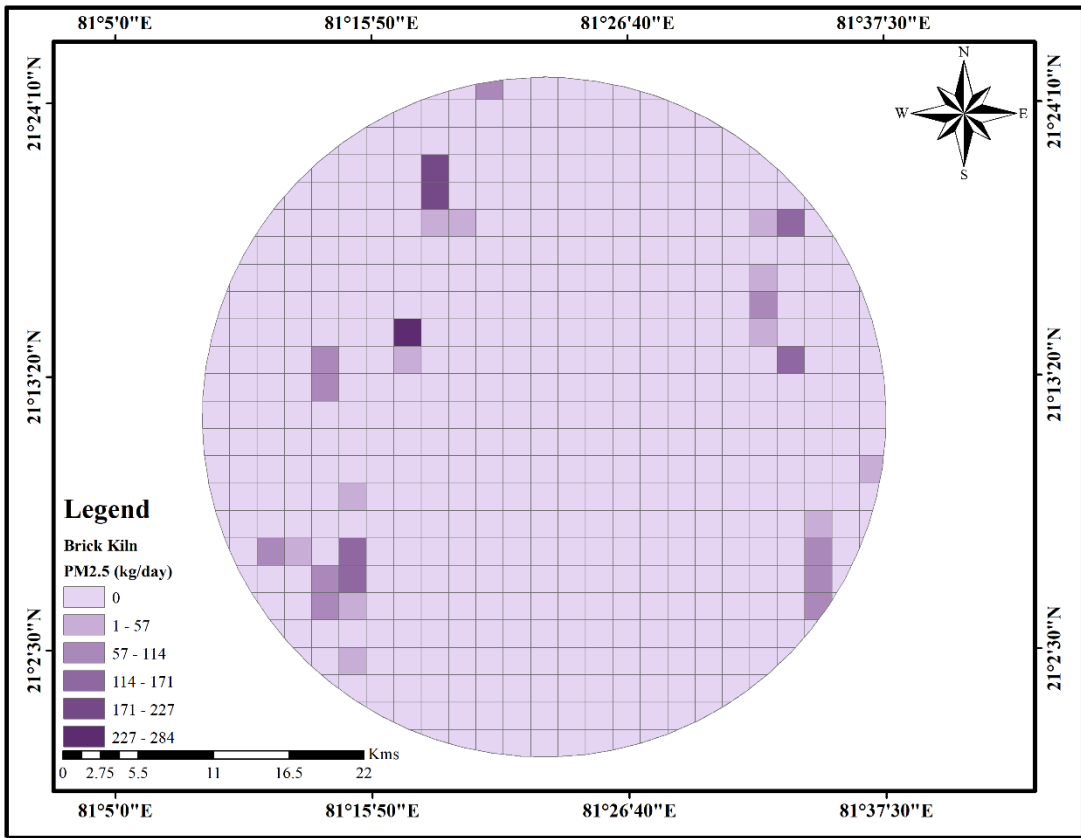 81°5'0"E 81°15'50"E 81°26'40"E 81°37'30"E
N
W E
S
21°24'10"N 21°24'10"N
21°13'20"N 21°13'20"N
21°2'30"N 21°2'30"N
Legend
Brick Kiln
PM2.5 (kg/day)
0
1 - 57
57 - 114
114 - 171
171 - 227
227 - 284
Kms
0 2.75 5.5 11 16.5 22
81°5'0"E 81°15'50"E 81°26'40"E 81°37'30"E